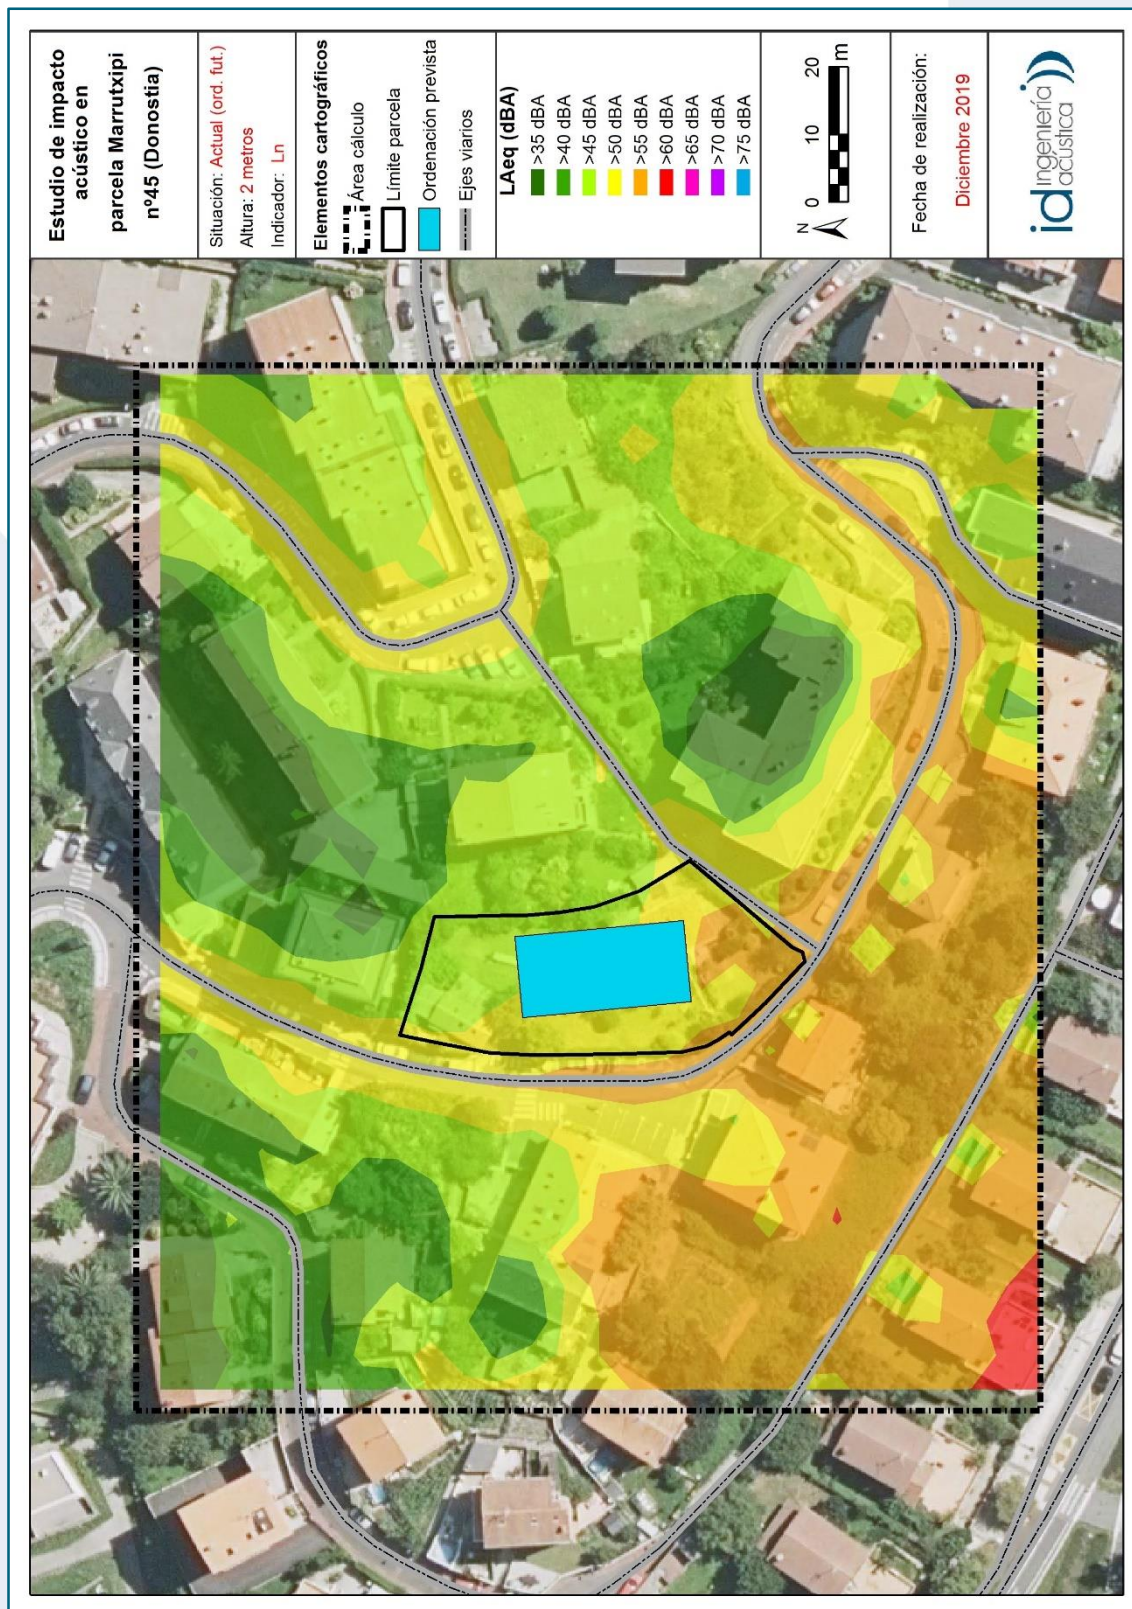 Estudio de impacto
acústico en
parcela Marrutxipi
nº45 (Donostia)
Situación: Actual (ord. fut.)
Altura: 2 metros
Indicador: Ln
Elementos cartográficos
Área cálculo
Límite parcela
Ordenación prevista
Ejes viarios
LAeq (dBA)
>35 dBA
>40 dBA
>45 dBA
>50 dBA
>55 dBA
>60 dBA
>65 dBA
>70 dBA
>75 dBA
N
0 10 20
m
Fecha de realización:
Diciembre 2019
id ingeniería
acústica